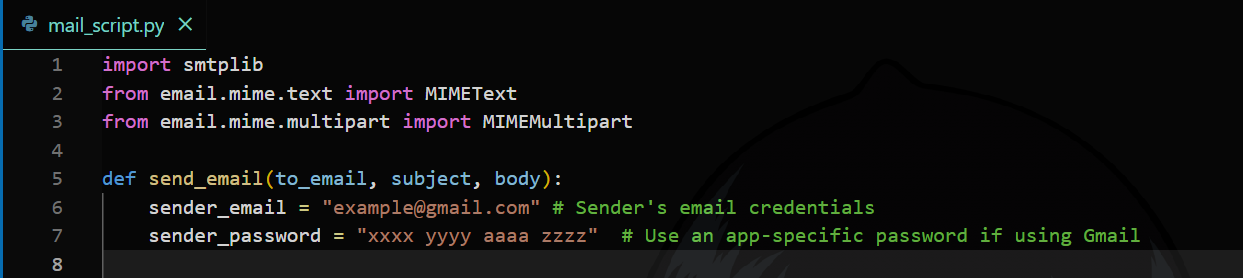 mail_script.py ×
1 import smtplib
2 from email.mime.text import MIMEText
3 from email.mime.multipart import MIMEMultipart
4
5 def send_email(to_email, subject, body):
6     sender_email = "example@gmail.com" # Sender's email credentials
7     sender_password = "xxxx yyyy aaaa zzzz"  # Use an app-specific password if using Gmail
8